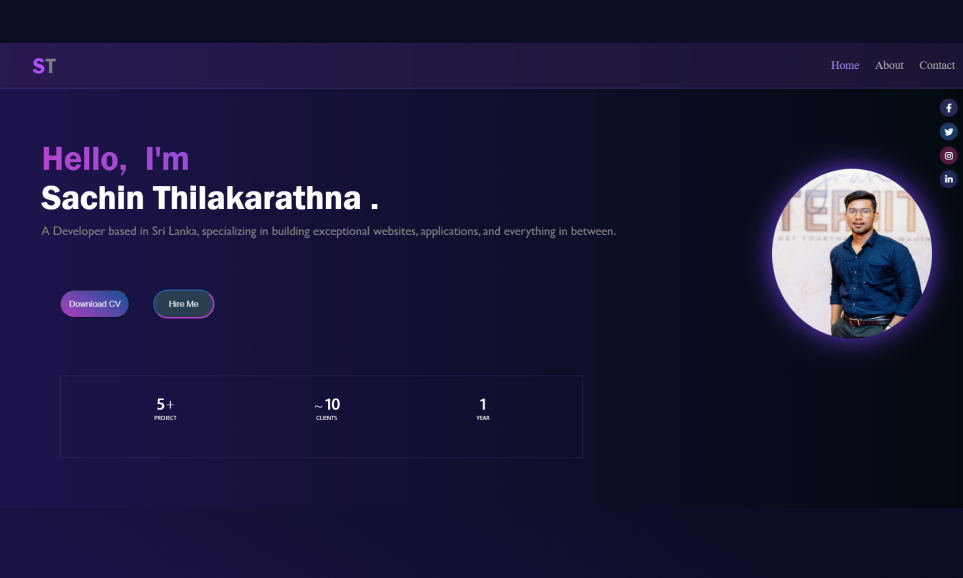 ST
Home About Contact
Hello, I'm
Sachin Thilakarathna .
A Developer based in Sri Lanka, specializing in building exceptional websites, applications, and everything in between.
Download CV Hire Me
5+ ~10 1
PROJECT CLIENTS YEAR